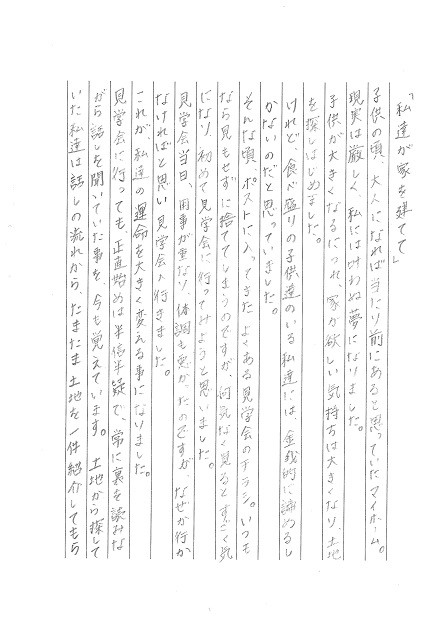 「私達が家を建てて」
子供の頃、大人になれば当たり前にあると思っていたマイホーム。
現実は厳しく、私には叶わぬ夢になりました。
子供が大きくなるにつれ、家が欲しい気持ちは大きくなり、土地
を探しはじめました。
けれど、食べ盛りの子供達のいる私達には、金銭的に諦めるし
かないのだと思っていました。
そんな頃、ポストに入ってきた、よくある見学会のチラシ。いつも
なら見もせずに捨ててしまうのですが、何気なく見るとすごく気
になり、初めて見学会に行ってみようと思いました。
見学会当日、用事が重なり、体調も悪かったのですが、なぜか行か
なければと思い見学会へ行きました。
これが、私達の運命を大きく変える事になりました。
見学会に行っても、正直始めは半信半疑で、常に裏を読みな
がら話しを聞いていた事を、今も覚えています。土地から探して
いた私達は話しの流れから、たまたま土地を一件紹介してもら